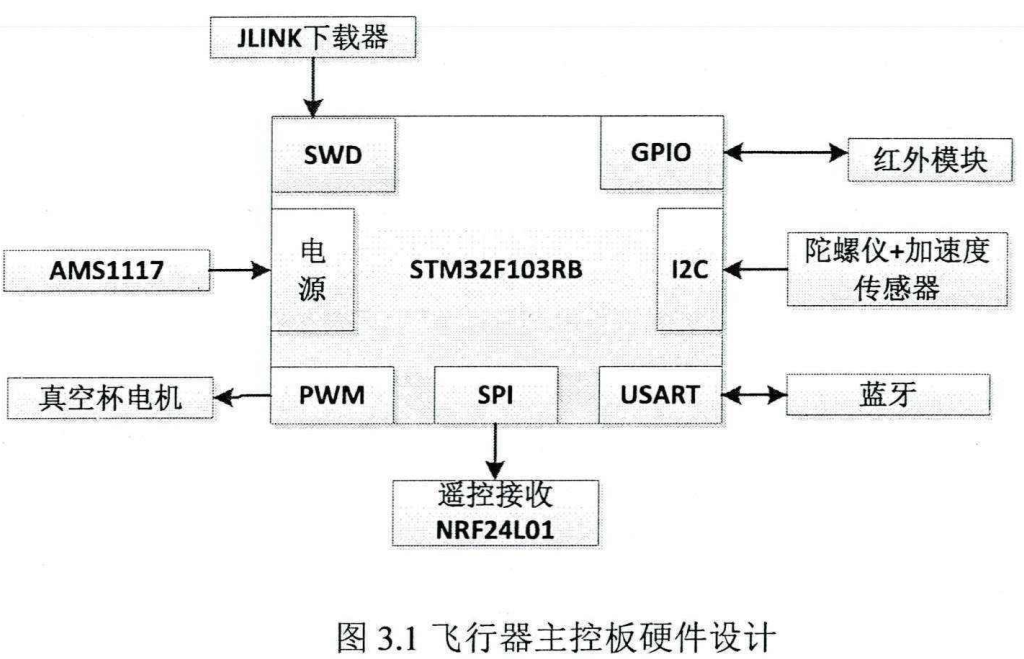 JLINK下载器
SWD
GPIO
红外模块
电
源
AMS1117
STM32F103RB
I2C
陀螺仪+加速度
传感器
真空杯电机
PWM
SPI
USART
蓝牙
遥控接收
NRF24L01
图 3.1 飞行器主控板硬件设计